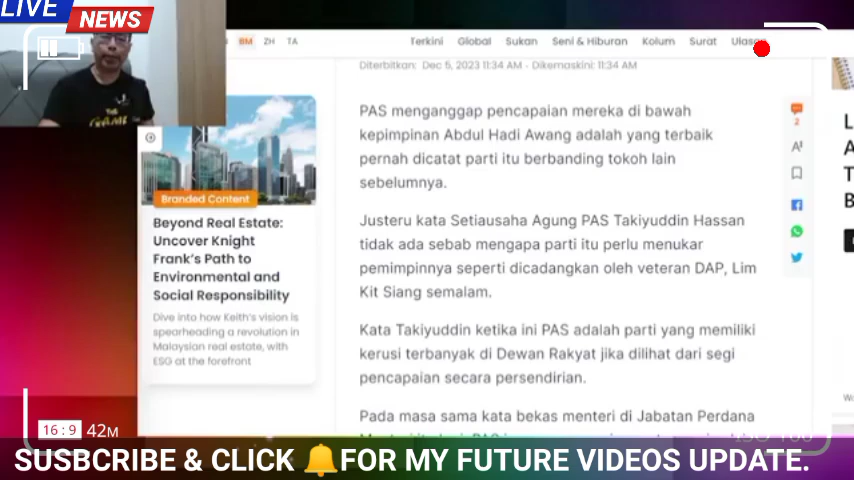 LIVE
NEWS
BM ZH TA
Terkini Global Sukan Seni & Hiburan Kolum Surat Ulasan
Diterbitkan: Dec 5, 2023 11:34 AM · Dikemaskini: 11:34 AM
PAS menganggap pencapaian mereka di bawah
kepimpinan Abdul Hadi Awang adalah yang terbaik
pernah dicatat parti itu berbanding tokoh lain
sebelumnya.
Justeru kata Setiausaha Agung PAS Takiyuddin Hassan
tidak ada sebab mengapa parti itu perlu menukar
pemimpinnya seperti dicadangkan oleh veteran DAP, Lim
Kit Siang semalam.
Kata Takiyuddin ketika ini PAS adalah parti yang memiliki
kerusi terbanyak di Dewan Rakyat jika dilihat dari segi
pencapaian secara persendirian.
Pada masa sama kata bekas menteri di Jabatan Perdana
Branded Content
Beyond Real Estate:
Uncover Knight
Frank's Path to
Environmental and
Social Responsibility
Dive into how Keith's vision is
spearheading a revolution in
Malaysian real estate, with
ESG at the forefront
2
L
A
T
B
16:9 42M
SUSBCRIBE & CLICK FOR MY FUTURE VIDEOS UPDATE.